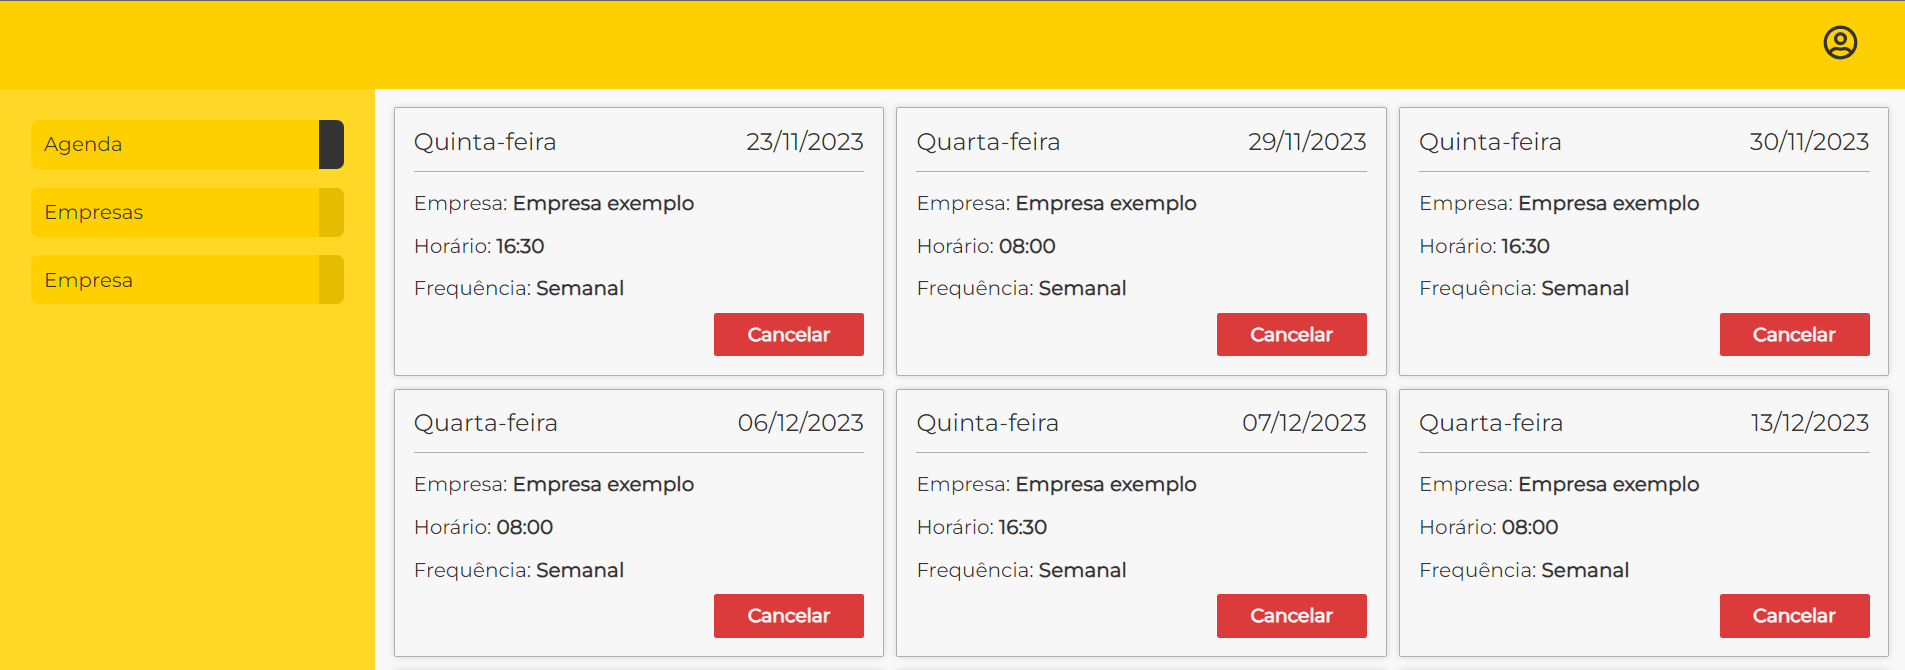 Agenda
Empresas
Empresa
Quinta-feira 23/11/2023
Empresa: Empresa exemplo
Horário: 16:30
Frequência: Semanal
Cancelar
Quarta-feira 29/11/2023
Empresa: Empresa exemplo
Horário: 08:00
Frequência: Semanal
Cancelar
Quinta-feira 30/11/2023
Empresa: Empresa exemplo
Horário: 16:30
Frequência: Semanal
Cancelar
Quarta-feira 06/12/2023
Empresa: Empresa exemplo
Horário: 08:00
Frequência: Semanal
Cancelar
Quinta-feira 07/12/2023
Empresa: Empresa exemplo
Horário: 16:30
Frequência: Semanal
Cancelar
Quarta-feira 13/12/2023
Empresa: Empresa exemplo
Horário: 08:00
Frequência: Semanal
Cancelar